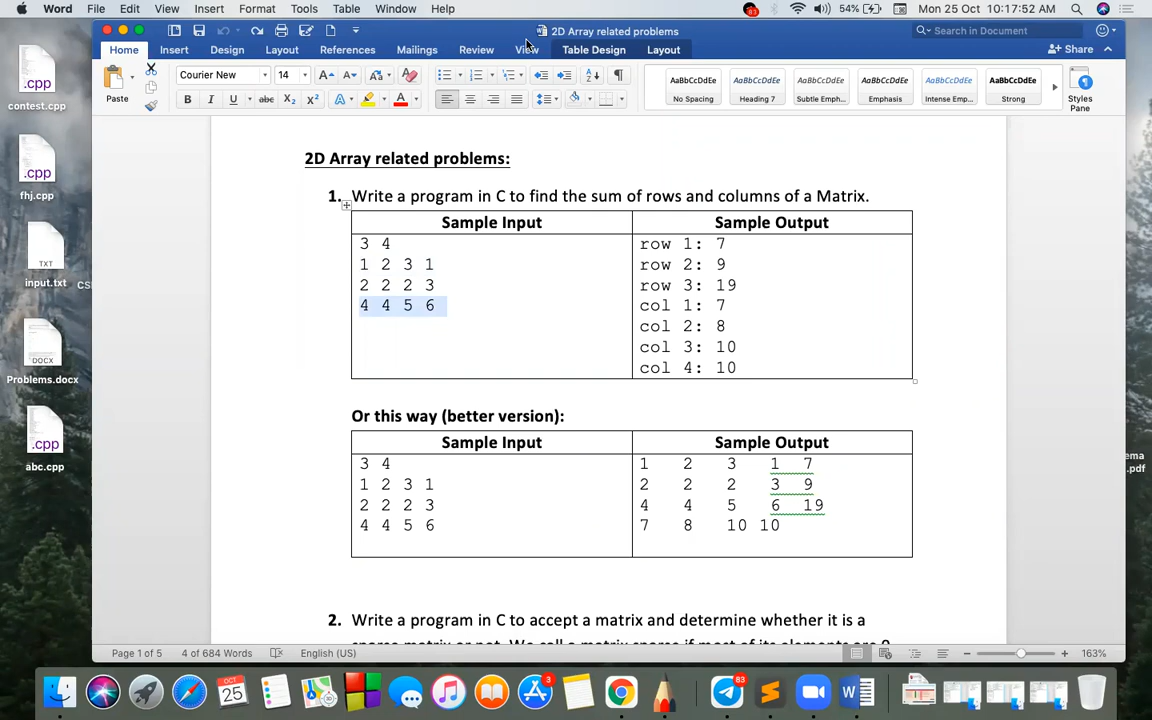 Word File Edit View Insert Format Tools Table Window Help 54% Mon 25 Oct 10:17:52
2D Array related problems
Search in Document
Home Insert Design Layout References Mailings Review View Table Design Layout Share
Paste
Courier New 14
AaBbCcDdEe AaBbCcDdEe AaBbCcDdEe AaBbCcDdEe AaBbCcDdEe AaBbCcDdEe
No Spacing Heading 7 Subtle Emph... Emphasis Intense Emp... Strong
Styles Pane
contest.cpp
fhj.cpp
input.txt
Problems.docx
abc.cpp
2D Array related problems:
1. Write a program in C to find the sum of rows and columns of a Matrix.
Sample Input Sample Output
3 4 row 1: 7
1 2 3 1 row 2: 9
2 2 2 3 row 3: 19
4 4 5 6 col 1: 7
col 2: 8
col 3: 10
col 4: 10
Or this way (better version):
Sample Input Sample Output
3 4 1 2 3 1 7
1 2 3 1 2 2 2 3 9
2 2 2 3 4 4 5 6 19
4 4 5 6 7 8 10 10
2. Write a program in C to accept a matrix and determine whether it is a
Page 1 of 5 4 of 684 Words English (US) 163%
OCT
25
3
83